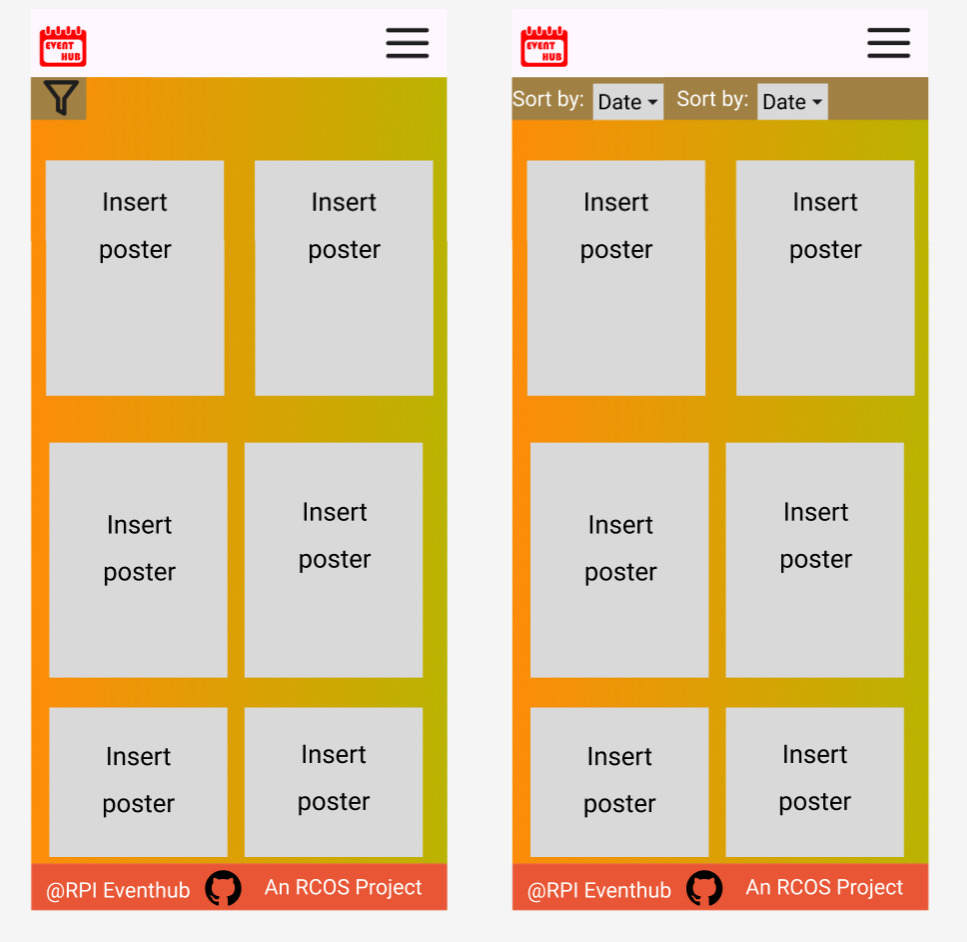 EVENT
HUB
Insert
poster
Insert
poster
Insert
poster
Insert
poster
Insert
poster
Insert
poster
@RPI Eventhub
An RCOS Project
EVENT
HUB
Sort by: Date Sort by: Date
Insert
poster
Insert
poster
Insert
poster
Insert
poster
Insert
poster
Insert
poster
@RPI Eventhub
An RCOS Project